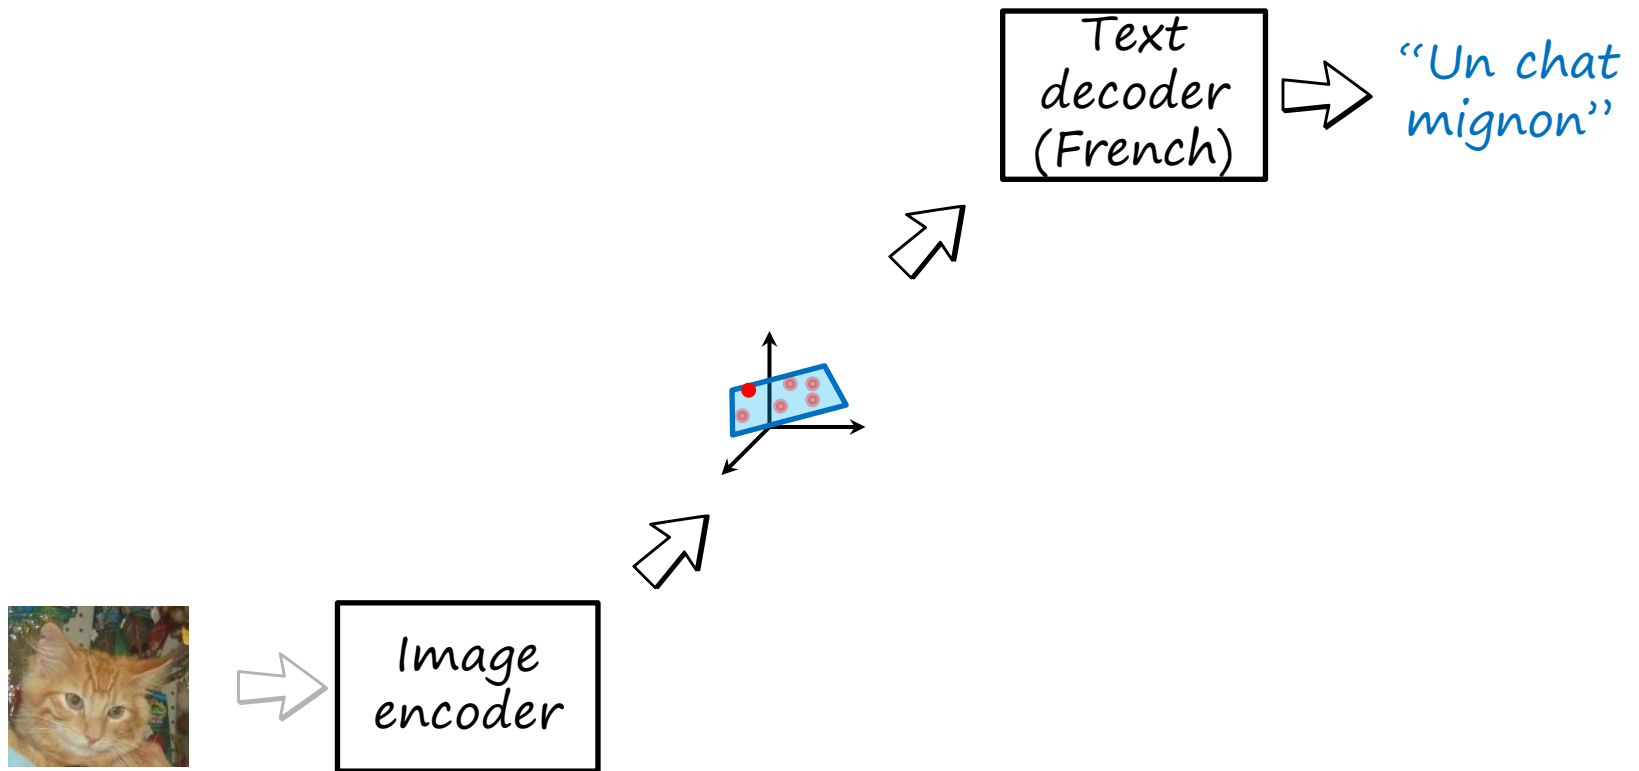 Text
decoder
(French)
“Un chat
mignon”
Image
encoder